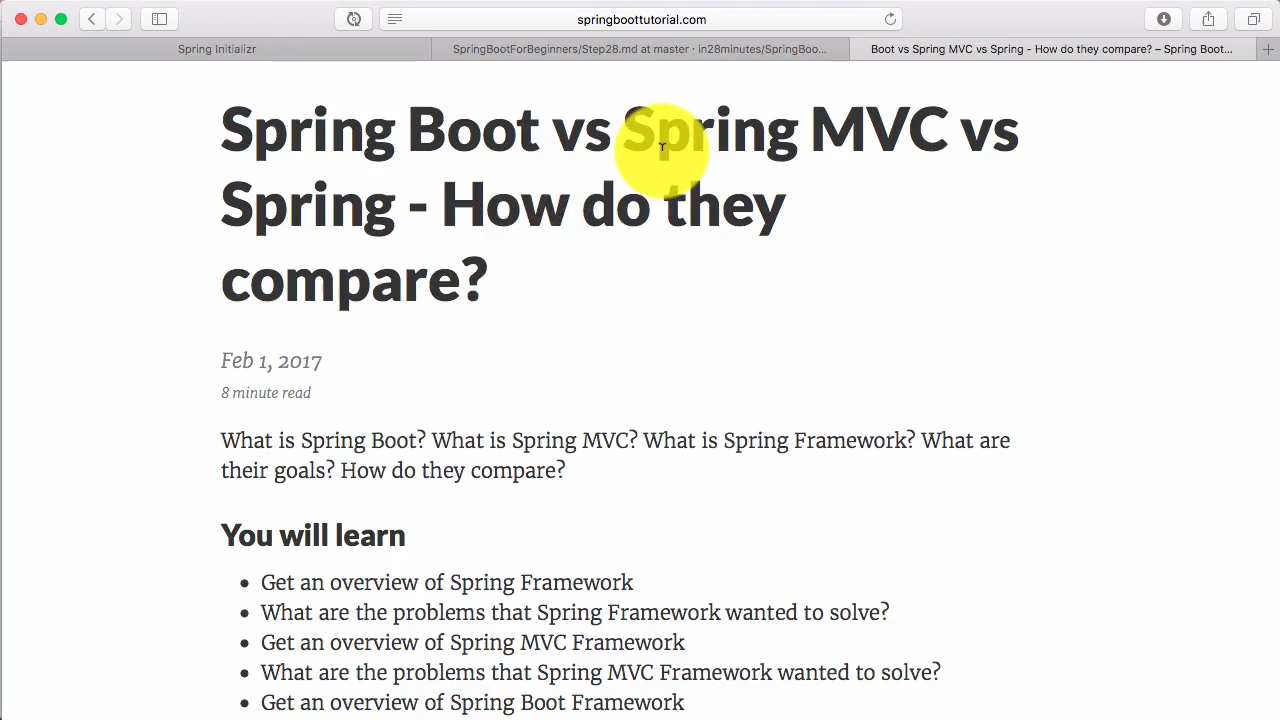 springboottutorial.com
Spring Initializr
SpringBootForBeginners/Step28.md at master · in28minutes/SpringBoo...
Boot vs Spring MVC vs Spring - How do they compare? – Spring Boot...
Spring Boot vs Spring MVC vs
Spring - How do they
compare?
Feb 1, 2017
8 minute read
What is Spring Boot? What is Spring MVC? What is Spring Framework? What are
their goals? How do they compare?
You will learn
Get an overview of Spring Framework
What are the problems that Spring Framework wanted to solve?
Get an overview of Spring MVC Framework
What are the problems that Spring MVC Framework wanted to solve?
Get an overview of Spring Boot Framework